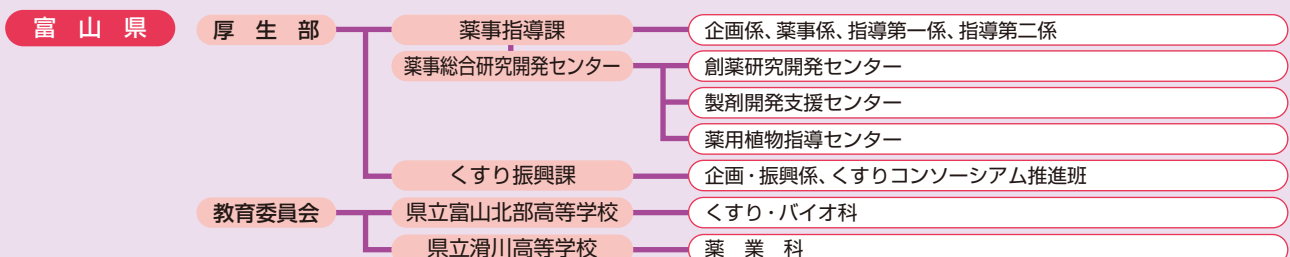 富山県 厚生部 薬事指導課 企画係、薬事係、指導第一係、指導第二係
薬事総合研究開発センター 創薬研究開発センター
製剤開発支援センター
薬用植物指導センター
くすり振興課 企画・振興係、くすりコンソーシアム推進班
教育委員会 県立富山北部高等学校 くすり・バイオ科
県立滑川高等学校 薬業科